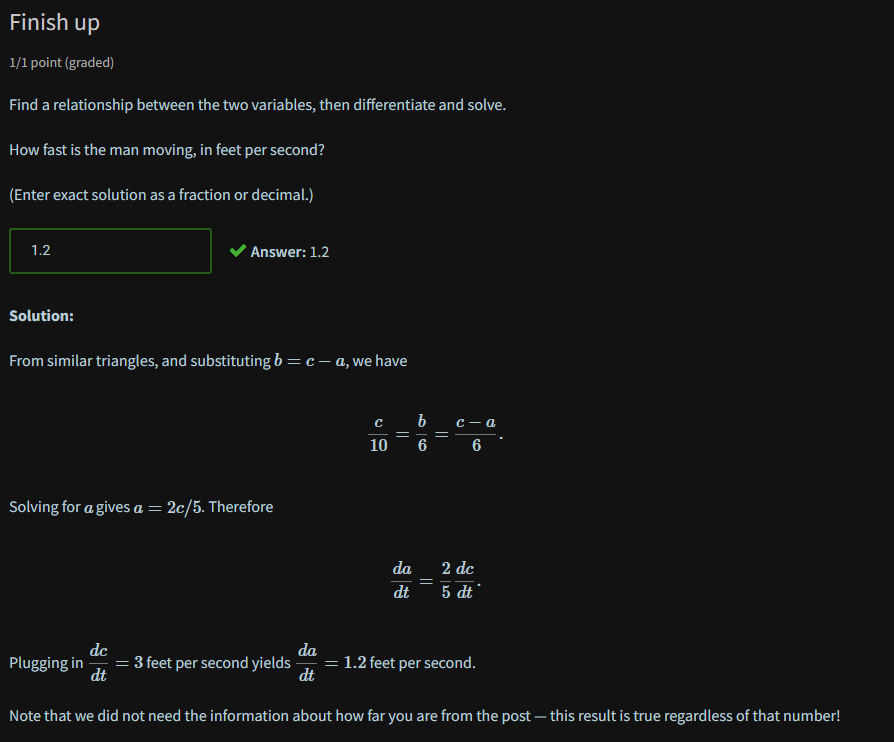 Finish up
1/1 point (graded)
Find a relationship between the two variables, then differentiate and solve.
How fast is the man moving, in feet per second?
(Enter exact solution as a fraction or decimal.)
1.2 ✔ Answer: 1.2
Solution:
From similar triangles, and substituting b = c − a, we have
c/10 = b/6 = (c − a)/6.
Solving for a gives a = 2c/5. Therefore
da/dt = 2/5 dc/dt.
Plugging in dc/dt = 3 feet per second yields da/dt = 1.2 feet per second.
Note that we did not need the information about how far you are from the post — this result is true regardless of that number!